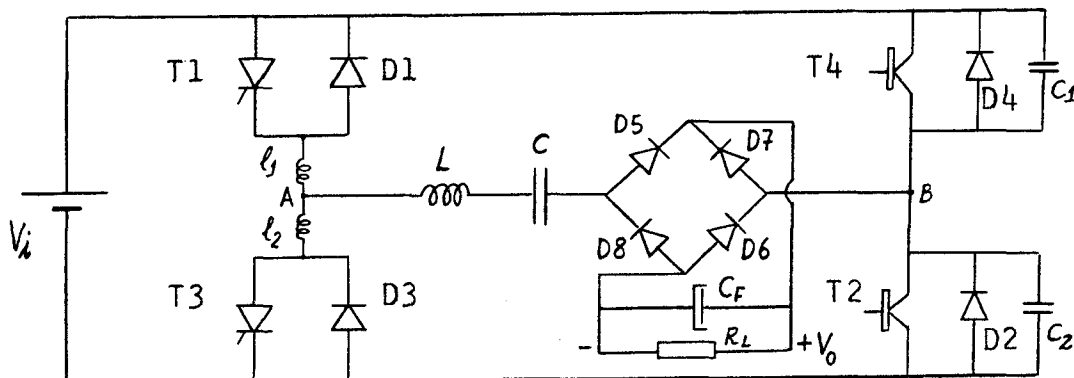 T1
D1
T4
D4
C1
D5
D7
L
C
ℓ1
A
B
ℓ2
Vi
D8
D6
T3
D3
CF
T2
D2
C2
RL
-
+V0